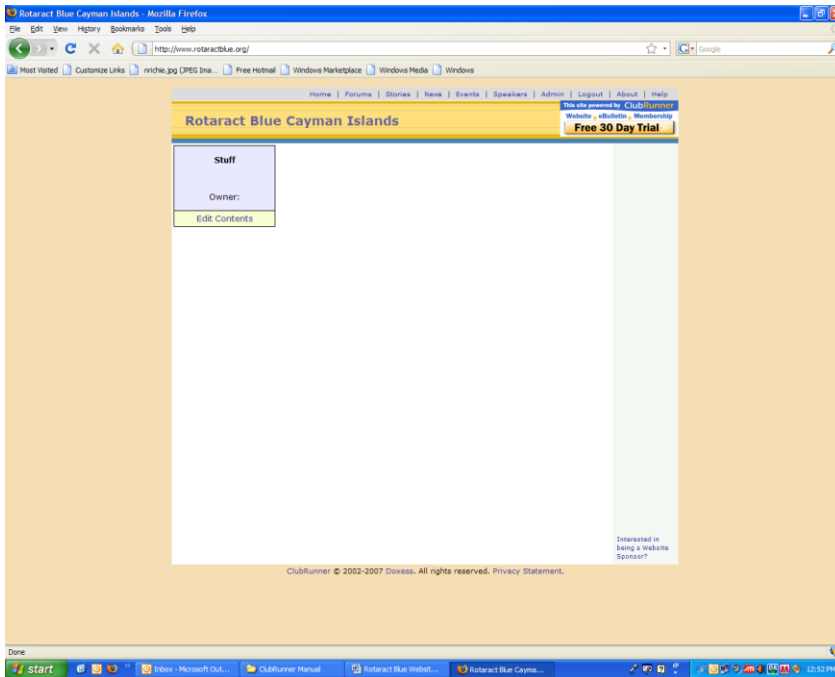 Rotaract Blue Cayman Islands - Mozilla Firefox
File Edit View History Bookmarks Tools Help
http://www.rotaractblue.org/
Google
Most Visited Customize Links nrichie.jpg (JPEG Ima... Free Hotmail Windows Marketplace Windows Media Windows
Home | Forums | Stories | News | Events | Speakers | Admin | Logout | About | Help
Rotaract Blue Cayman Islands
This site powered by ClubRunner
Website eBulletin Membership
Free 30 Day Trial
Stuff
Owner:
Edit Contents
Interested in
being a Website
Sponsor?
ClubRunner © 2002-2007 Doxess. All rights reserved. Privacy Statement.
Done
start Inbox - Microsoft Out... ClubRunner Manual Rotaract Blue Websit... Rotaract Blue Cayma... 12:52 PM